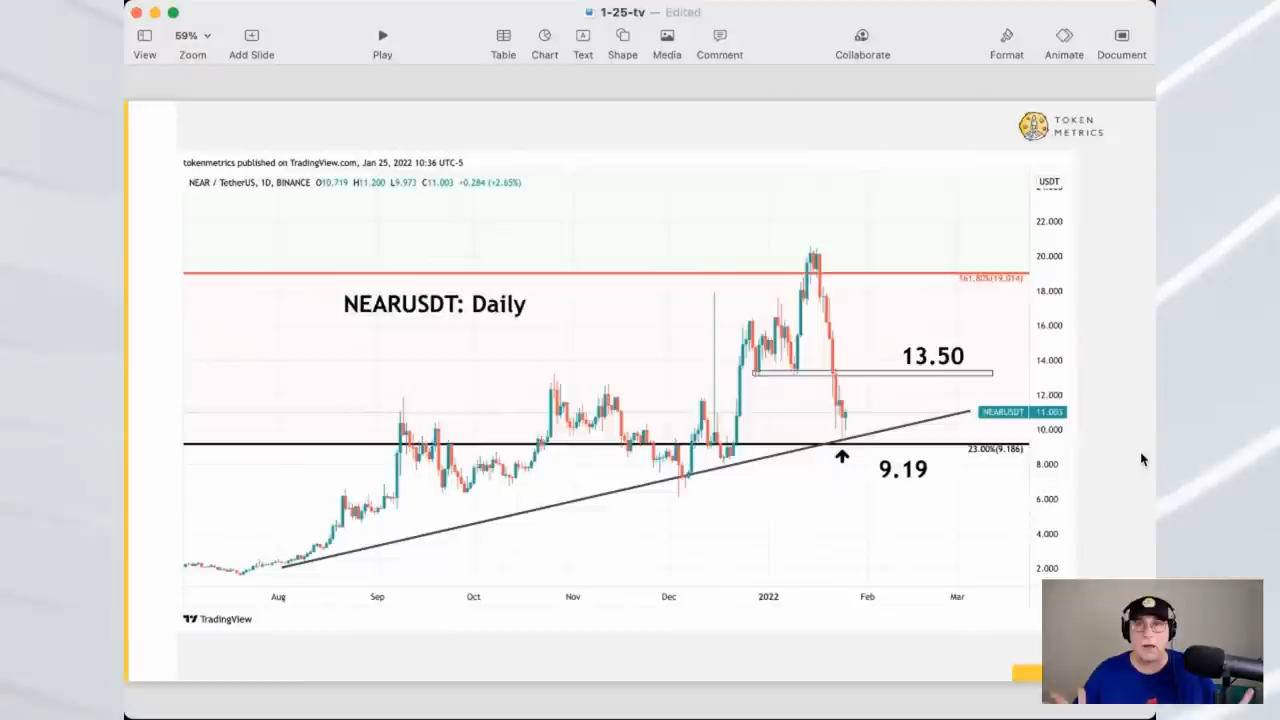 1-25-tv — Edited
59%
View
Zoom
Add Slide
Play
Table
Chart
Text
Shape
Media
Comment
Collaborate
Format
Animate
Document
TOKEN
METRICS
tokenmetrics published on TradingView.com, Jan 25, 2022 10:36 UTC-5
NEAR / TetherUS, 1D, BINANCE O10.719 H11.200 L9.973 C11.003 +0.284 (+2.65%)
USDT
22.000
20.000
161.80%(19.014)
18.000
NEARUSDT: Daily
16.000
13.50
14.000
12.000
NEARUSDT 11.003
10.000
23.00%(9.186)
9.19
8.000
6.000
4.000
2.000
Aug
Sep
Oct
Nov
Dec
2022
Feb
Mar
TradingView